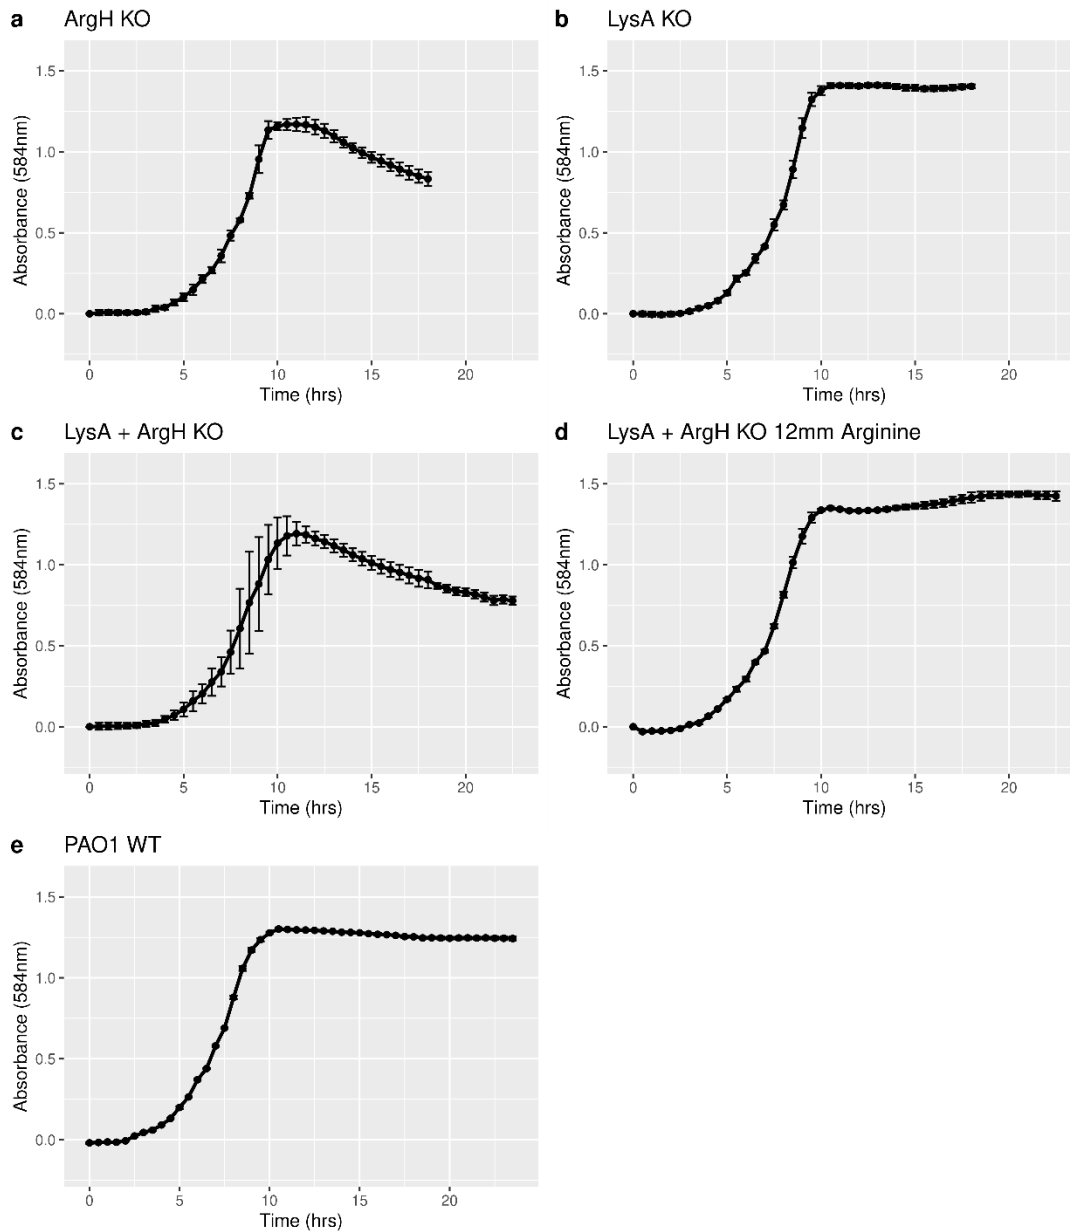 a ArgH KO
1.5
1.0
0.5
0.0
Absorbance (584nm)
0 5 10 15 20
Time (hrs)
b LysA KO
1.5
1.0
0.5
0.0
Absorbance (584nm)
0 5 10 15 20
Time (hrs)
c LysA + ArgH KO
1.5
1.0
0.5
0.0
Absorbance (584nm)
0 5 10 15 20
Time (hrs)
d LysA + ArgH KO 12mm Arginine
1.5
1.0
0.5
0.0
Absorbance (584nm)
0 5 10 15 20
Time (hrs)
e PAO1 WT
1.5
1.0
0.5
0.0
Absorbance (584nm)
0 5 10 15 20
Time (hrs)